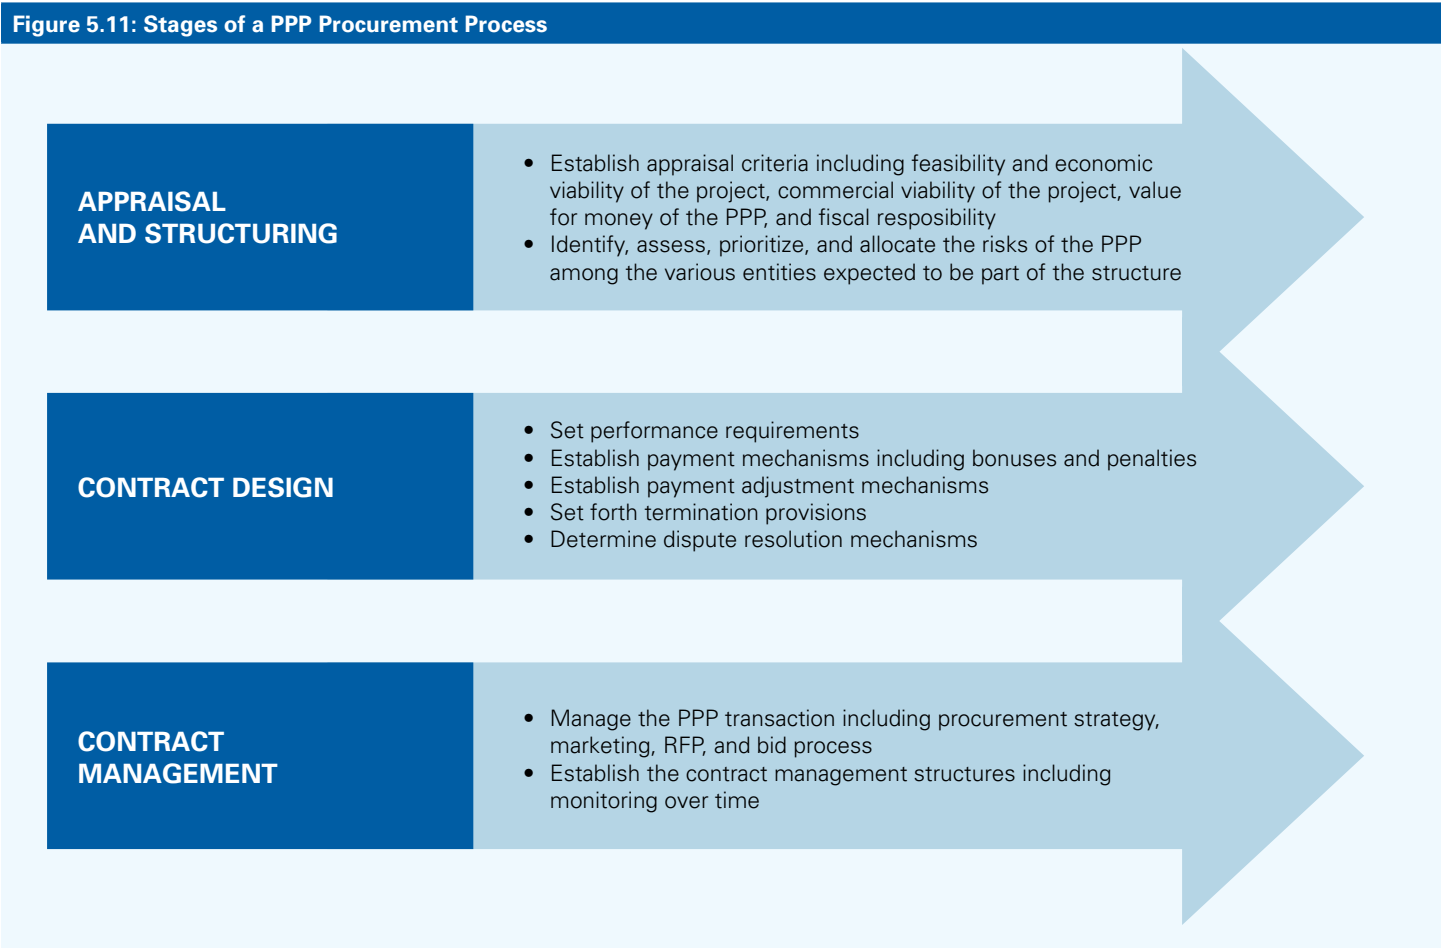 Figure 5.11: Stages of a PPP Procurement Process
APPRAISAL
AND STRUCTURING
• Establish appraisal criteria including feasibility and economic
viability of the project, commercial viability of the project, value
for money of the PPP, and fiscal resposibility
• Identify, assess, prioritize, and allocate the risks of the PPP
among the various entities expected to be part of the structure
CONTRACT DESIGN
• Set performance requirements
• Establish payment mechanisms including bonuses and penalties
• Establish payment adjustment mechanisms
• Set forth termination provisions
• Determine dispute resolution mechanisms
CONTRACT
MANAGEMENT
• Manage the PPP transaction including procurement strategy,
marketing, RFP, and bid process
• Establish the contract management structures including
monitoring over time